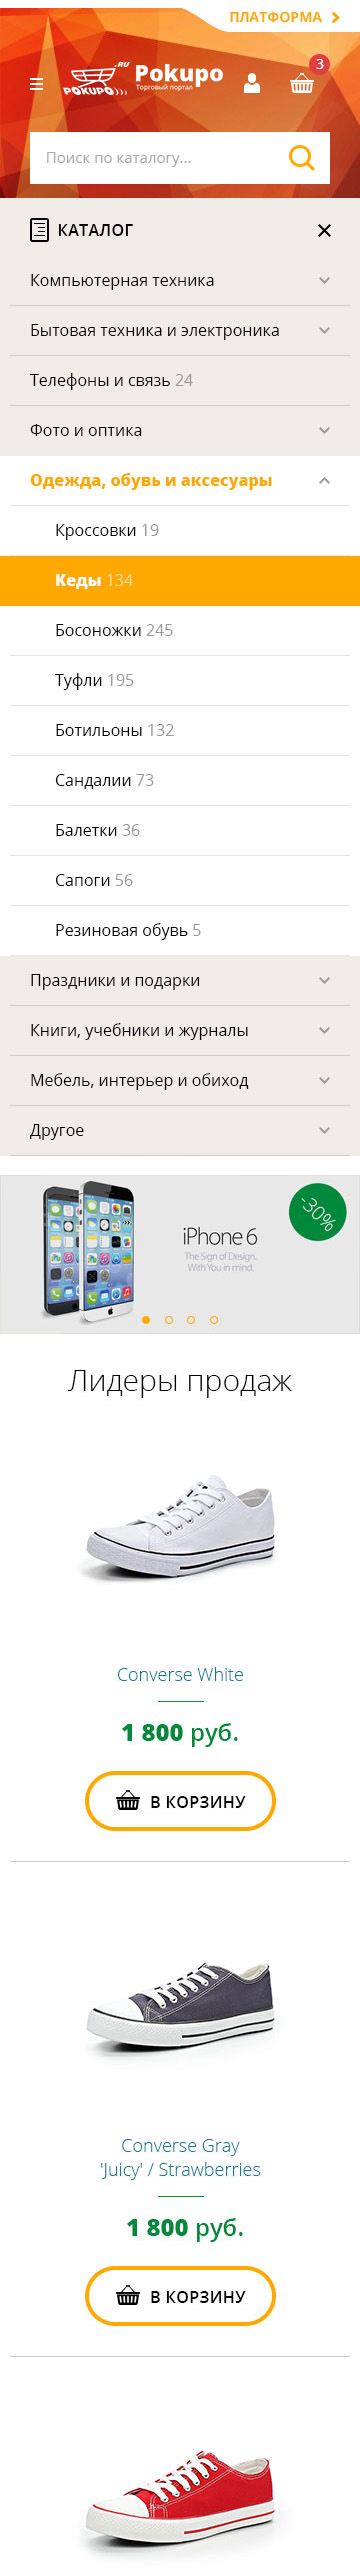 ПЛАТФОРМА
3
POKUPO .RU
Pokupo
Торговый портал
Поиск по каталогу...
КАТАЛОГ
Компьютерная техника
Бытовая техника и электроника
Телефоны и связь 24
Фото и оптика
Одежда, обувь и аксесуары
Кроссовки 19
Кеды 134
Босоножки 245
Туфли 195
Ботильоны 132
Сандалии 73
Балетки 36
Сапоги 56
Резиновая обувь 5
Праздники и подарки
Книги, учебники и журналы
Мебель, интерьер и обиход
Другое
-30%
iPhone 6
The Sign of Design.
With You in mind.
Лидеры продаж
Converse White
1 800 руб.
В КОРЗИНУ
Converse Gray
'Juicy' / Strawberries
1 800 руб.
В КОРЗИНУ